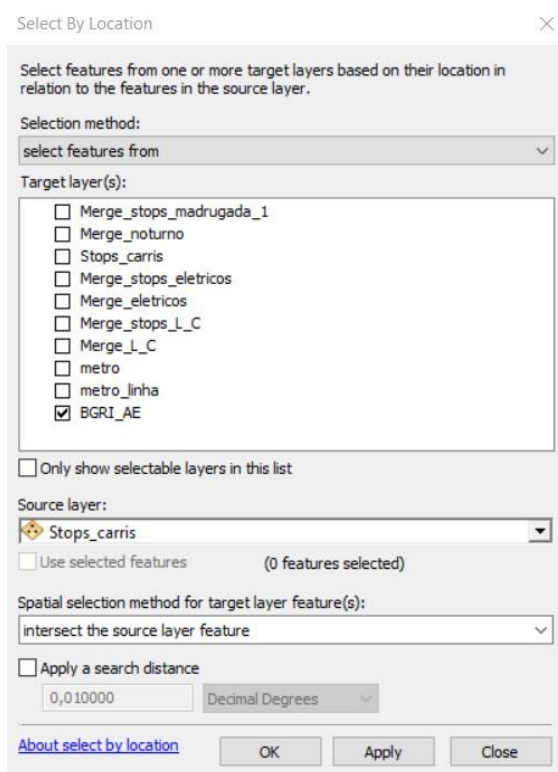 Select By Location
Select features from one or more target layers based on their location in
relation to the features in the source layer.
Selection method:
select features from
Target layer(s):
Merge_stops_madrugada_1
Merge_noturno
Stops_carris
Merge_stops_eletricos
Merge_eletricos
Merge_stops_L_C
Merge_L_C
metro
metro_linha
BGRI_AE
Only show selectable layers in this list
Source layer:
Stops_carris
Use selected features (0 features selected)
Spatial selection method for target layer feature(s):
intersect the source layer feature
Apply a search distance
0,010000 Decimal Degrees
About select by location OK Apply Close